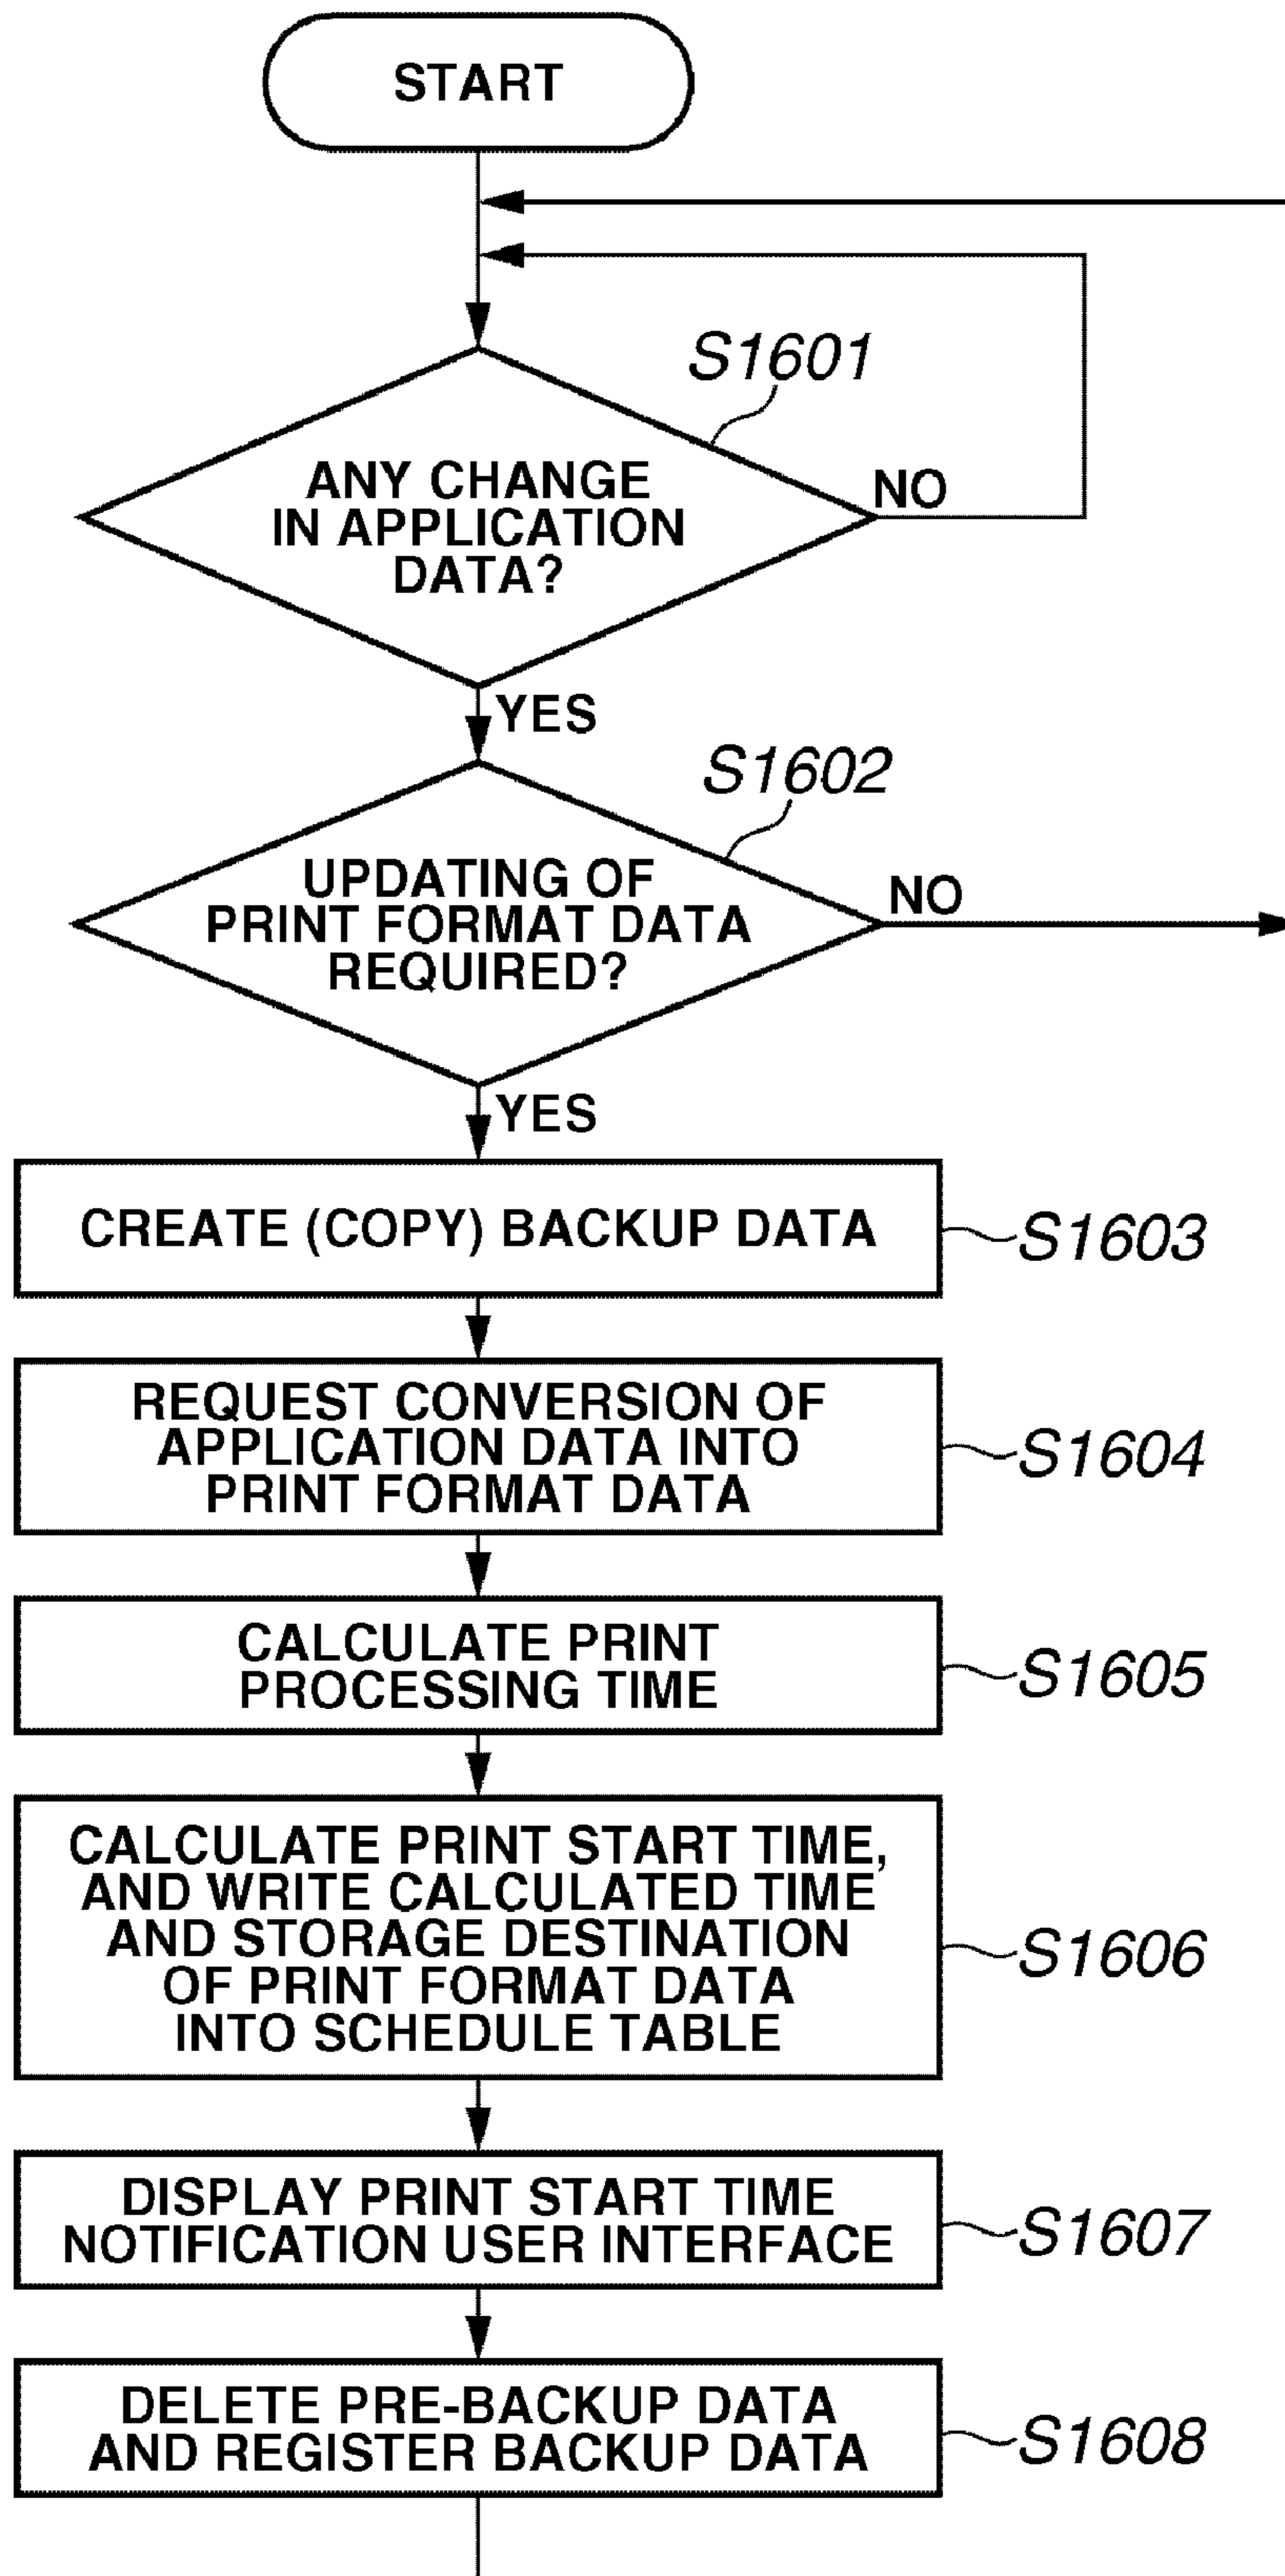 START
S1601
ANY CHANGE
IN APPLICATION
DATA?
NO
YES
S1602
UPDATING OF
PRINT FORMAT DATA
REQUIRED?
NO
YES
CREATE (COPY) BACKUP DATA
S1603
REQUEST CONVERSION OF
APPLICATION DATA INTO
PRINT FORMAT DATA
S1604
CALCULATE PRINT
PROCESSING TIME
S1605
CALCULATE PRINT START TIME,
AND WRITE CALCULATED TIME
AND STORAGE DESTINATION
OF PRINT FORMAT DATA
INTO SCHEDULE TABLE
S1606
DISPLAY PRINT START TIME
NOTIFICATION USER INTERFACE
S1607
DELETE PRE-BACKUP DATA
AND REGISTER BACKUP DATA
S1608